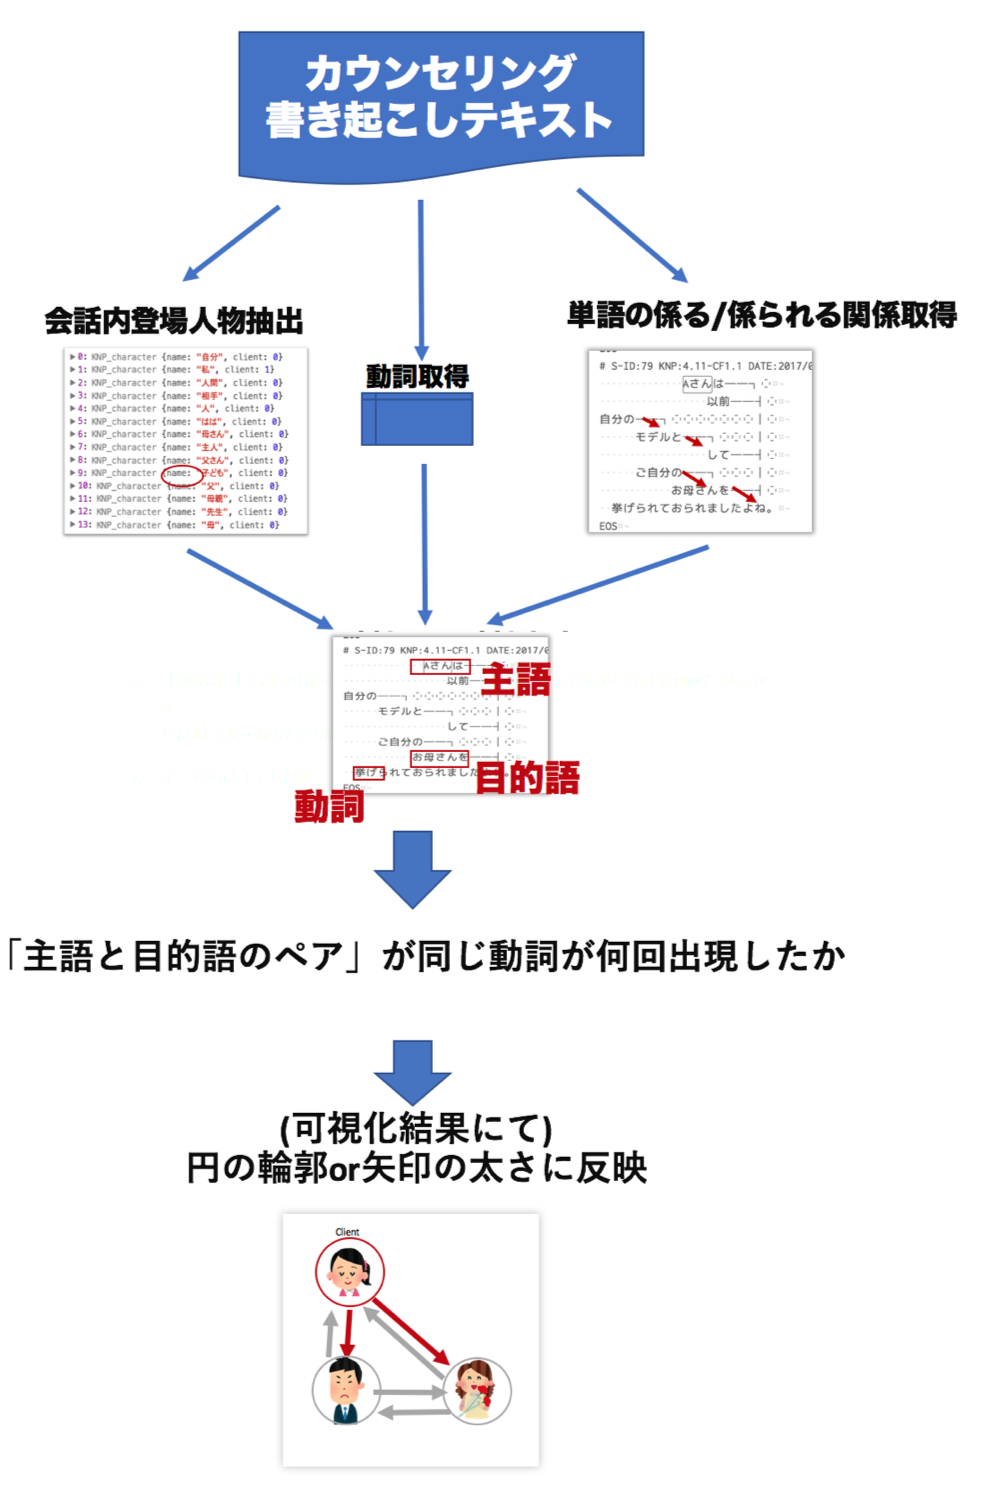 カウンセリング
書き起こしテキスト
会話内登場人物抽出
▶0: KNP_character {name: "自分", client: 0}
▶1: KNP_character {name: "私", client: 1}
▶2: KNP_character {name: "人間", client: 0}
▶3: KNP_character {name: "相手", client: 0}
▶4: KNP_character {name: "人", client: 0}
▶5: KNP_character {name: "はは", client: 0}
▶6: KNP_character {name: "母さん", client: 0}
▶7: KNP_character {name: "主人", client: 0}
▶8: KNP_character {name: "父さん", client: 0}
▶9: KNP_character {name: "子ども", client: 0}
▶10: KNP_character {name: "父", client: 0}
▶11: KNP_character {name: "母親", client: 0}
▶12: KNP_character {name: "先生", client: 0}
▶13: KNP_character {name: "母", client: 0}
動詞取得
単語の係る/係られる関係取得
# S-ID:79 KNP:4.11-CF1.1 DATE:2017/
Aさんは
以前
自分の
モデルと
して
ご自分の
お母さんを
挙げられておられましたよね。
EOS
# S-ID:79 KNP:4.11-CF1.1 DATE:2017/
Aさんは
主語
以前
自分の
モデルと
して
ご自分の
お母さんを
目的語
挙げられておられました
EOS
動詞
「主語と目的語のペア」が同じ動詞が何回出現したか
(可視化結果にて)
円の輪郭or矢印の太さに反映
Client